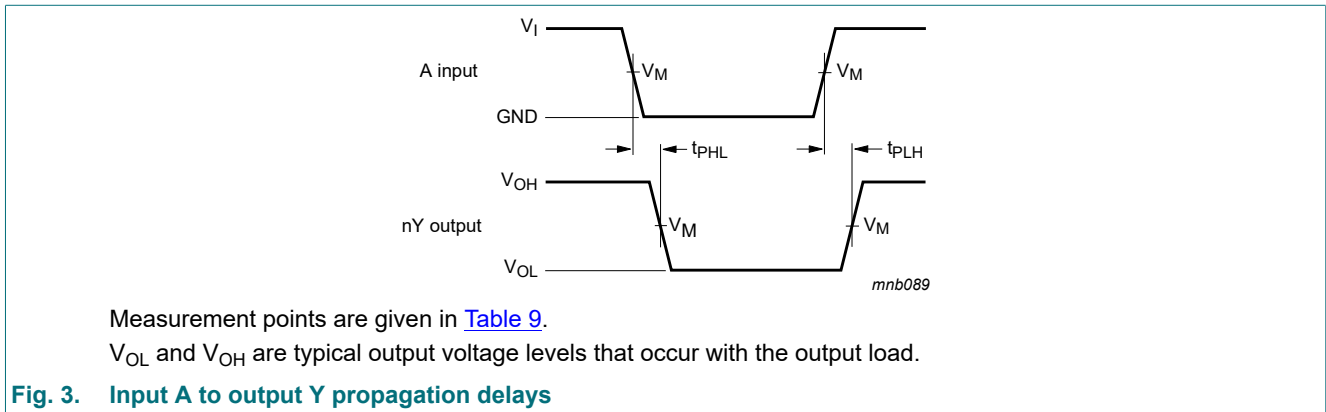 VI
A input
VM
VM
GND
tPHL
tPLH
VOH
nY output
VM
VM
VOL
mnb089
Measurement points are given in Table 9.
VOL and VOH are typical output voltage levels that occur with the output load.
Fig. 3. Input A to output Y propagation delays